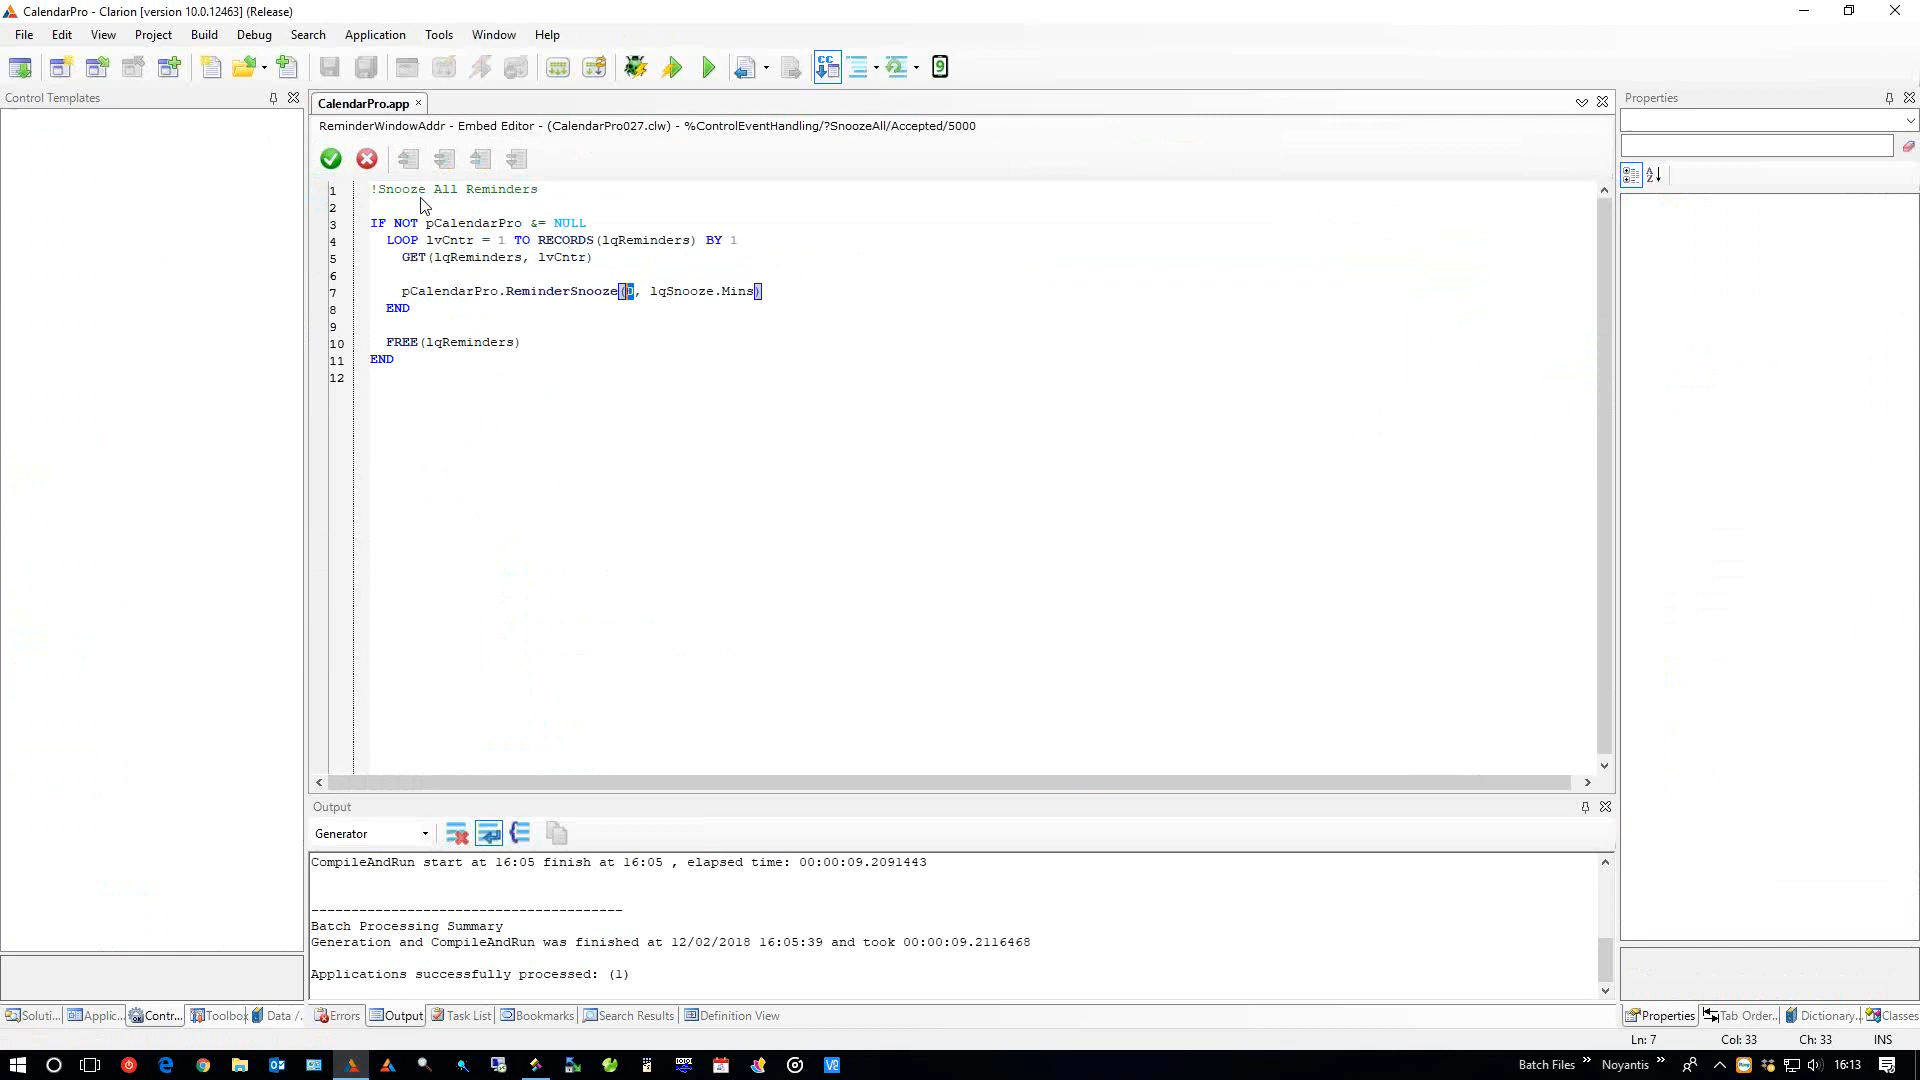 CalendarPro - Clarion [version 10.0.12463] (Release)
File Edit View Project Build Debug Search Application Tools Window Help
Control Templates
CalendarPro.app
Properties
ReminderWindowAddr - Embed Editor - (CalendarPro027.clw) - %ControlEventHandling/?SnoozeAll/Accepted/5000
1 !Snooze All Reminders
2
3 IF NOT pCalendarPro &= NULL
4 LOOP lvCntr = 1 TO RECORDS(lqReminders) BY 1
5 GET(lqReminders, lvCntr)
6
7 pCalendarPro.ReminderSnooze(0, lqSnooze.Mins)
8 END
9
10 FREE(lqReminders)
11 END
12
Output
Generator
CompileAndRun start at 16:05 finish at 16:05 , elapsed time: 00:00:09.2091443
---------------------------------------
Batch Processing Summary
Generation and CompileAndRun was finished at 12/02/2018 16:05:39 and took 00:00:09.2116468
Applications successfully processed: (1)
Soluti... Applic... Contr... Toolbox Data /... Errors Output Task List Bookmarks Search Results Definition View Properties Tab Order... Dictionary... Classes
Ln: 7 Col: 33 Ch: 33 INS
Batch Files » Noyantis » 16:13